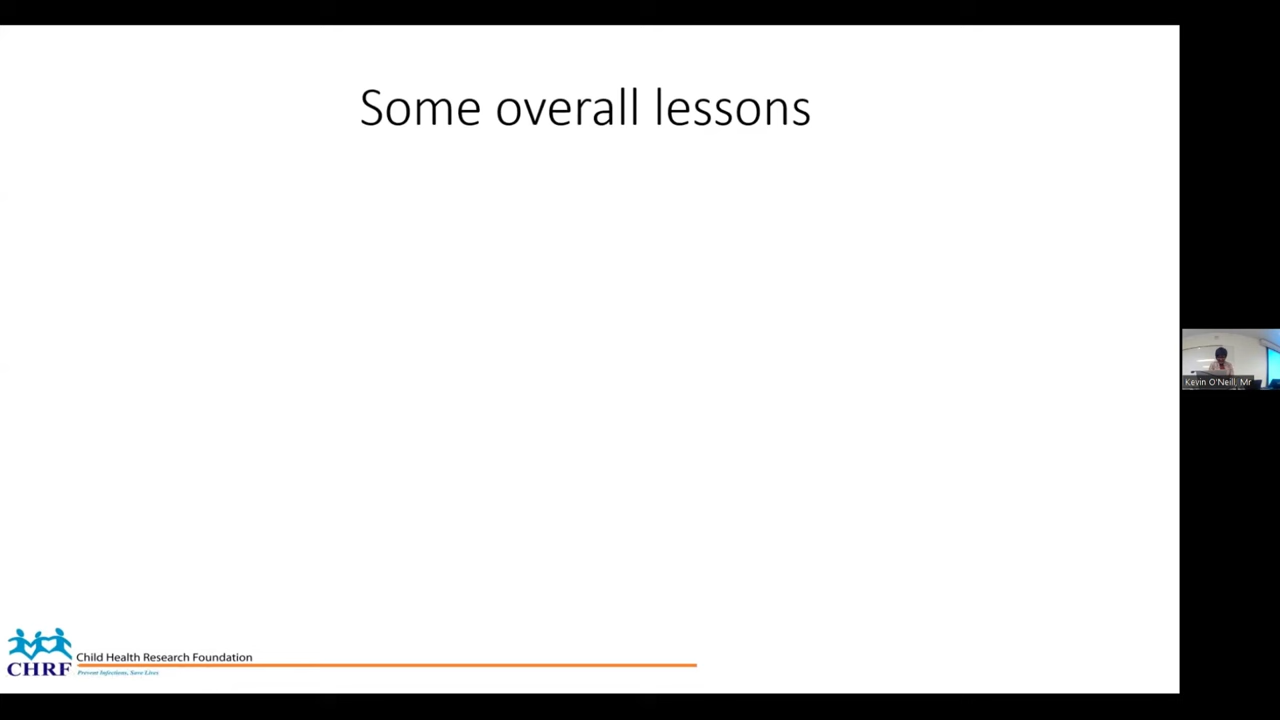 Some overall lessons
Kevin O'Neill, Mr
Child Health Research Foundation
CHRF
Prevent Infections, Save Lives